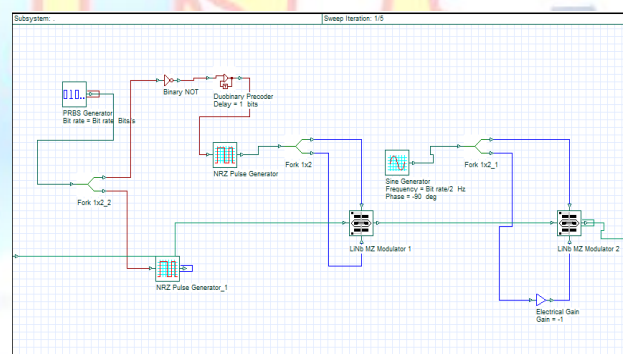 Subsystem: ..
Sweep Iteration: 1/5
010..
PRBS Generator
Bit rate = Bit rate Bits/s
Binary NOT
Duobinary Precoder
Delay = 1 bits
NRZ Pulse Generator
Fork 1x2
Sine Generator
Frequency = Bit rate/2 Hz
Phase = -90 deg
Fork 1x2_1
Fork 1x2_2
LiNb MZ Modulator 1
LiNb MZ Modulator 2
NRZ Pulse Generator_1
Electrical Gain
Gain = -1